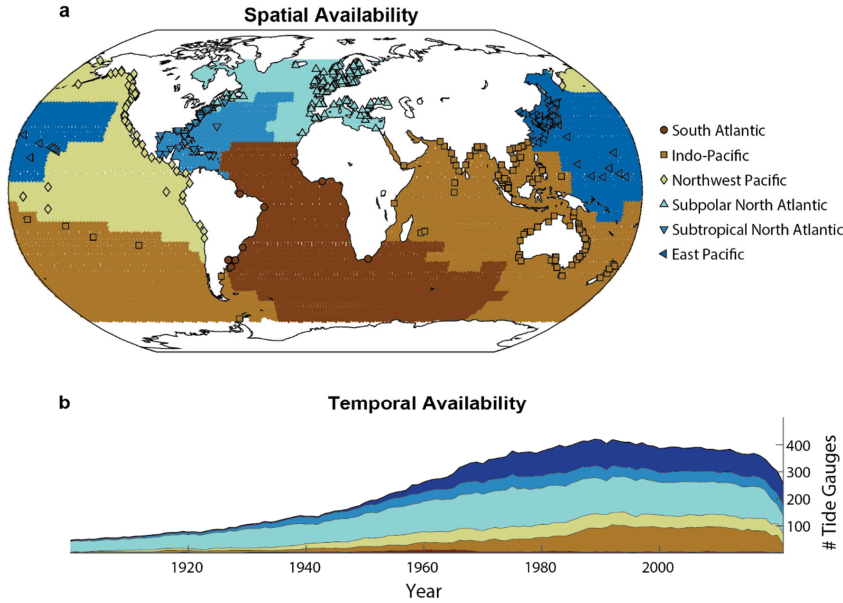 a
Spatial Availability
South Atlantic
Indo-Pacific
Northwest Pacific
Subpolar North Atlantic
Subtropical North Atlantic
East Pacific
b
Temporal Availability
400
300
200
100
# Tide Gauges
1920 1940 1960 1980 2000
Year